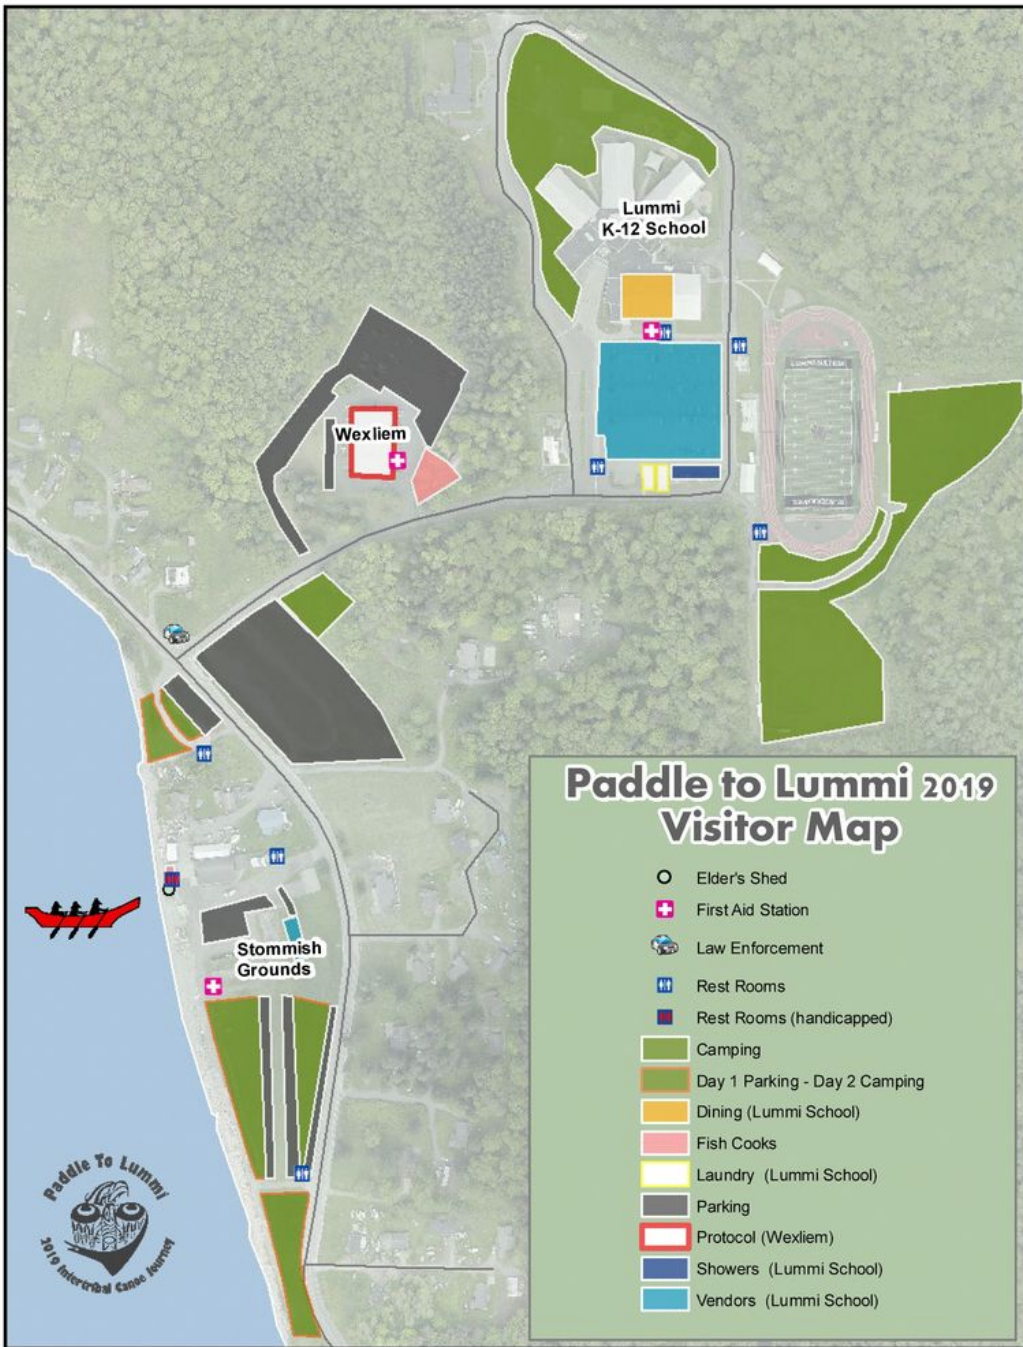 Lummi
K-12 School
Wexliem
Stommish
Grounds
Paddle to Lummi 2019
Visitor Map
Elder's Shed
First Aid Station
Law Enforcement
Rest Rooms
Rest Rooms (handicapped)
Camping
Day 1 Parking - Day 2 Camping
Dining (Lummi School)
Fish Cooks
Laundry (Lummi School)
Parking
Protocol (Wexliem)
Showers (Lummi School)
Vendors (Lummi School)
Paddle To Lummi
2019 Intertribal Canoe Journey